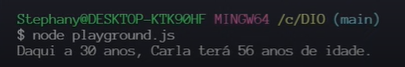 Stephany@DESKTOP-KTK90HF MINGW64 /c/DIO (main)
$ node playground.js
Daqui a 30 anos, Carla terá 56 anos de idade.